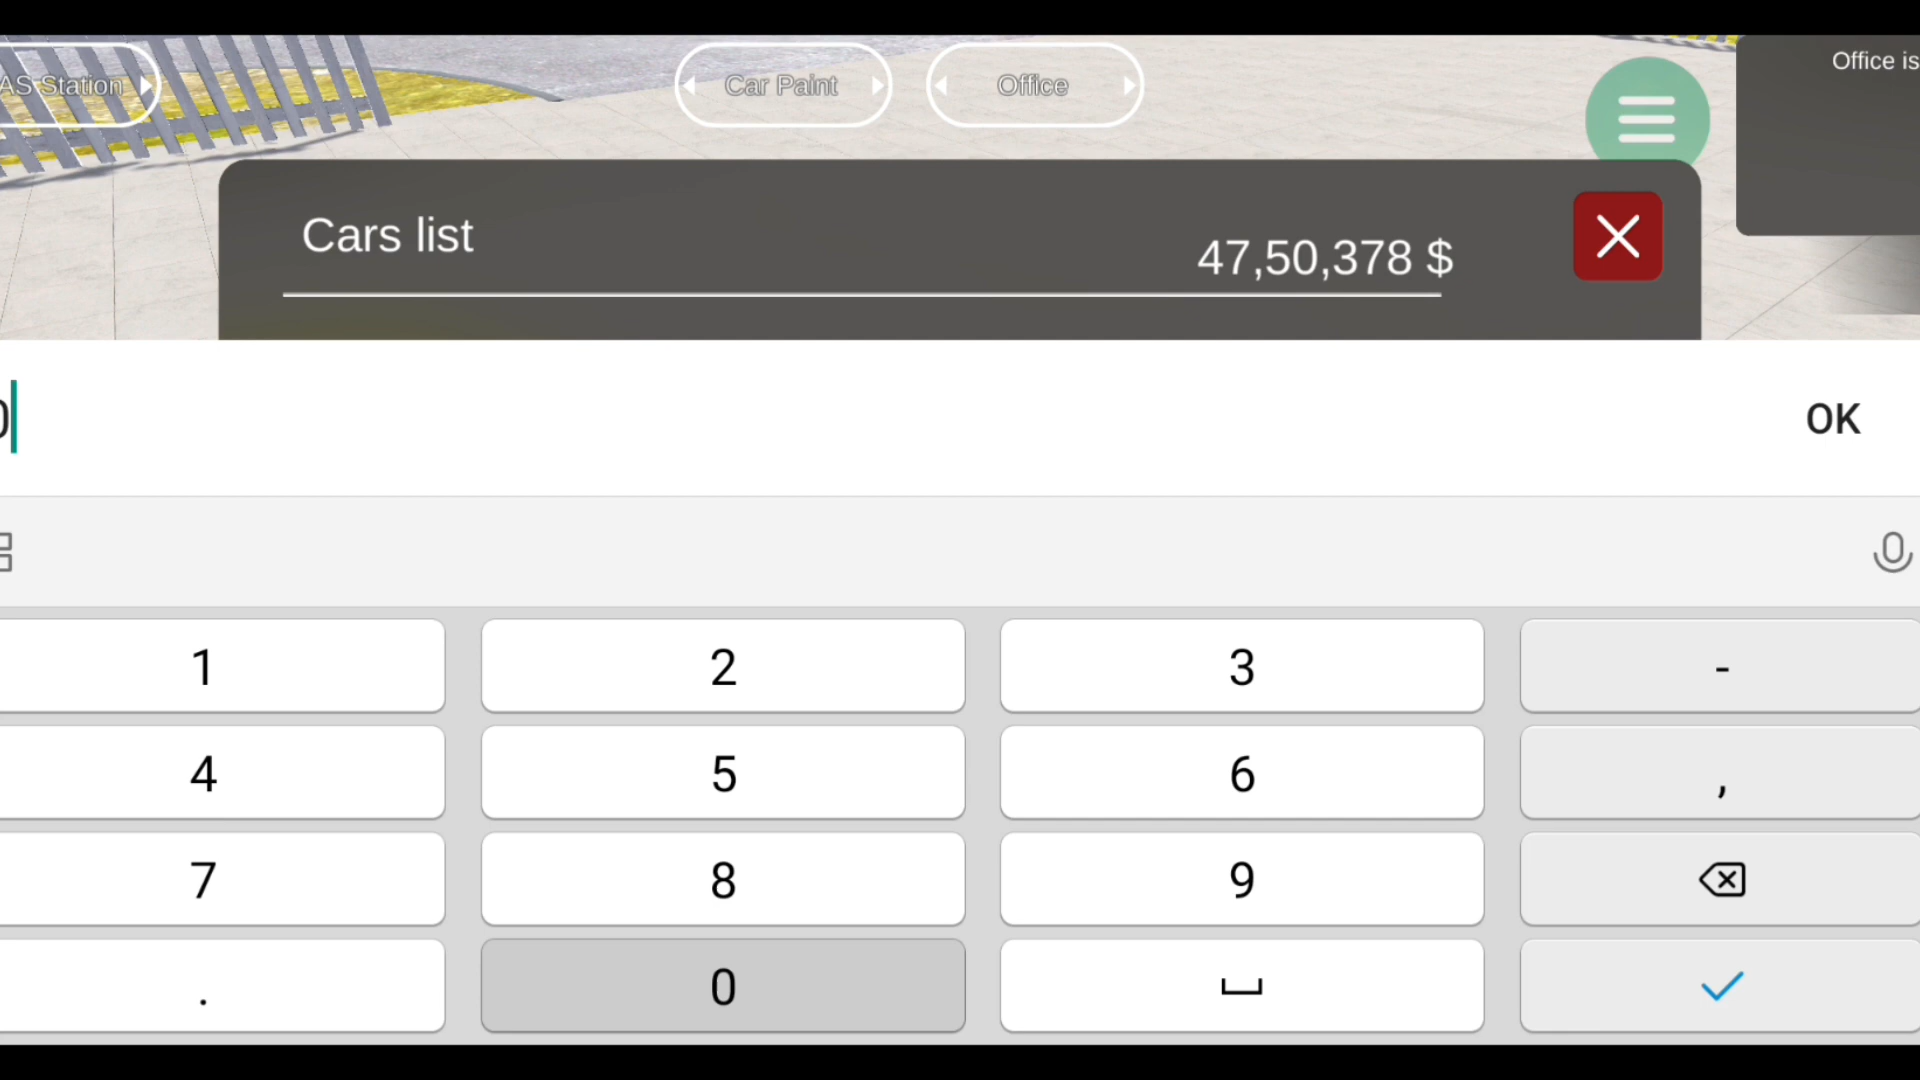 AS Station
Car Paint
Office
Office is
Cars list
47,50,378 $
0
OK
1
2
3
-
4
5
6
,
7
8
9
.
0